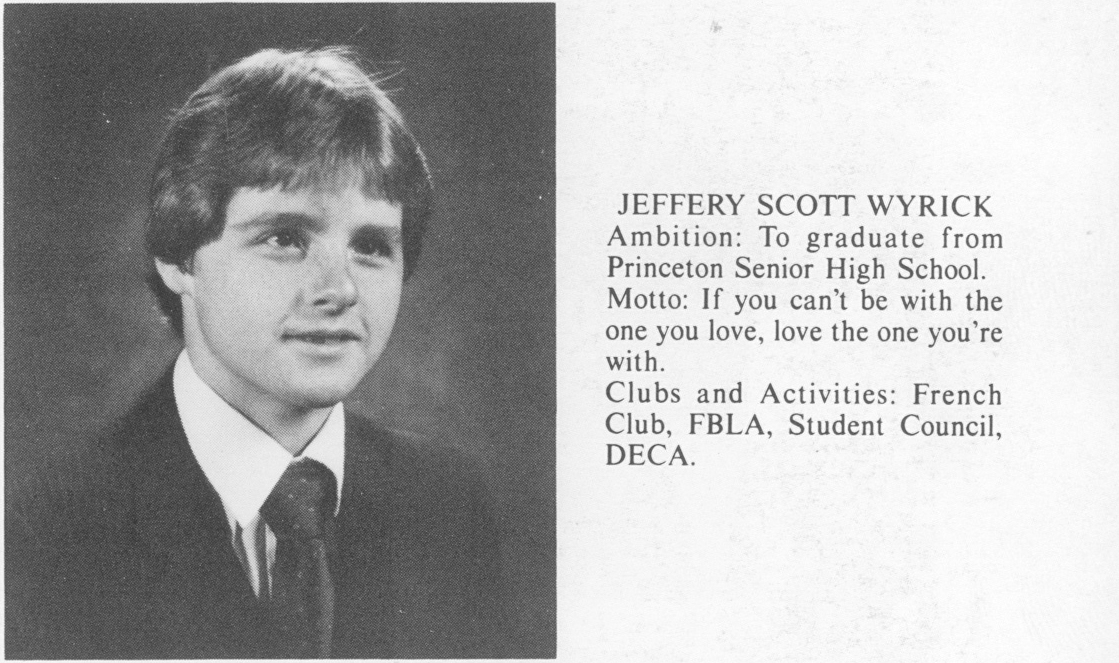 JEFFERY SCOTT WYRICK
Ambition: To graduate from
Princeton Senior High School.
Motto: If you can't be with the
one you love, love the one you're
with.
Clubs and Activities: French
Club, FBLA, Student Council,
DECA.